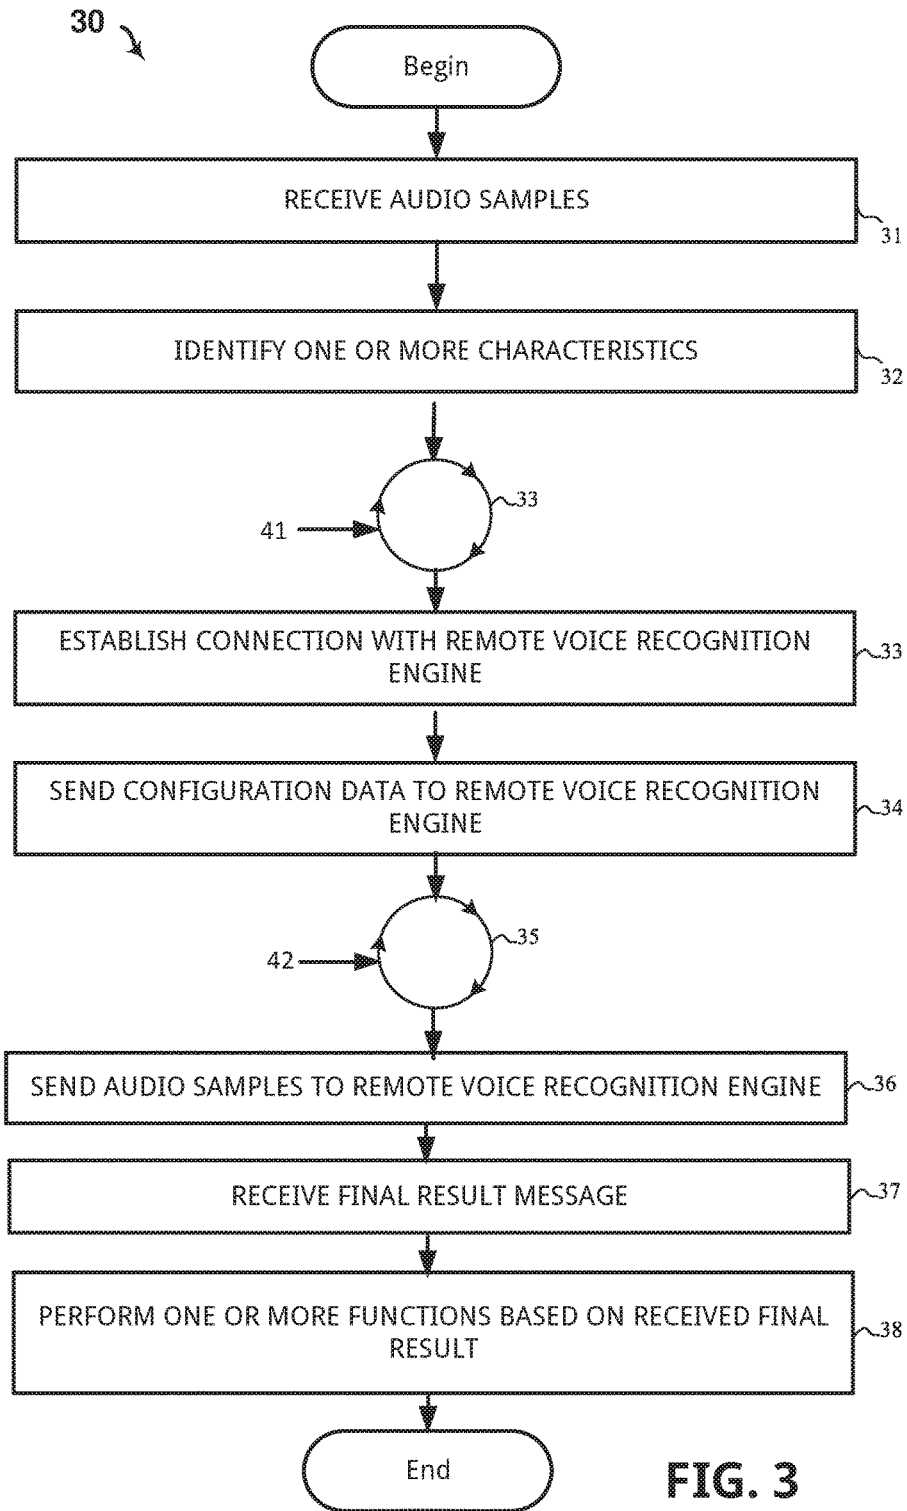 30
Begin
RECEIVE AUDIO SAMPLES
31
IDENTIFY ONE OR MORE CHARACTERISTICS
32
33
41
ESTABLISH CONNECTION WITH REMOTE VOICE RECOGNITION
ENGINE
33
SEND CONFIGURATION DATA TO REMOTE VOICE RECOGNITION
ENGINE
34
35
42
SEND AUDIO SAMPLES TO REMOTE VOICE RECOGNITION ENGINE
36
RECEIVE FINAL RESULT MESSAGE
37
PERFORM ONE OR MORE FUNCTIONS BASED ON RECEIVED FINAL
RESULT
38
End
FIG. 3